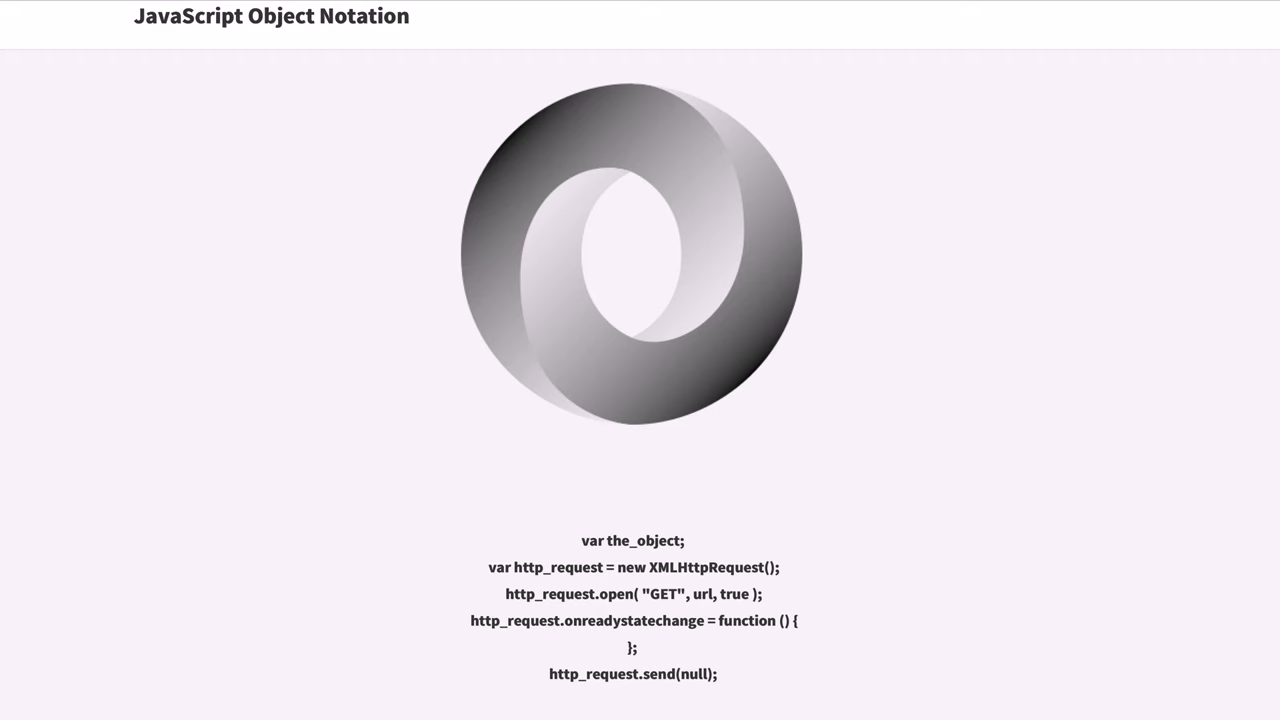 JavaScript Object Notation
var the_object;
var http_request = new XMLHttpRequest();
http_request.open( "GET", url, true );
http_request.onreadystatechange = function () {
};
http_request.send(null);